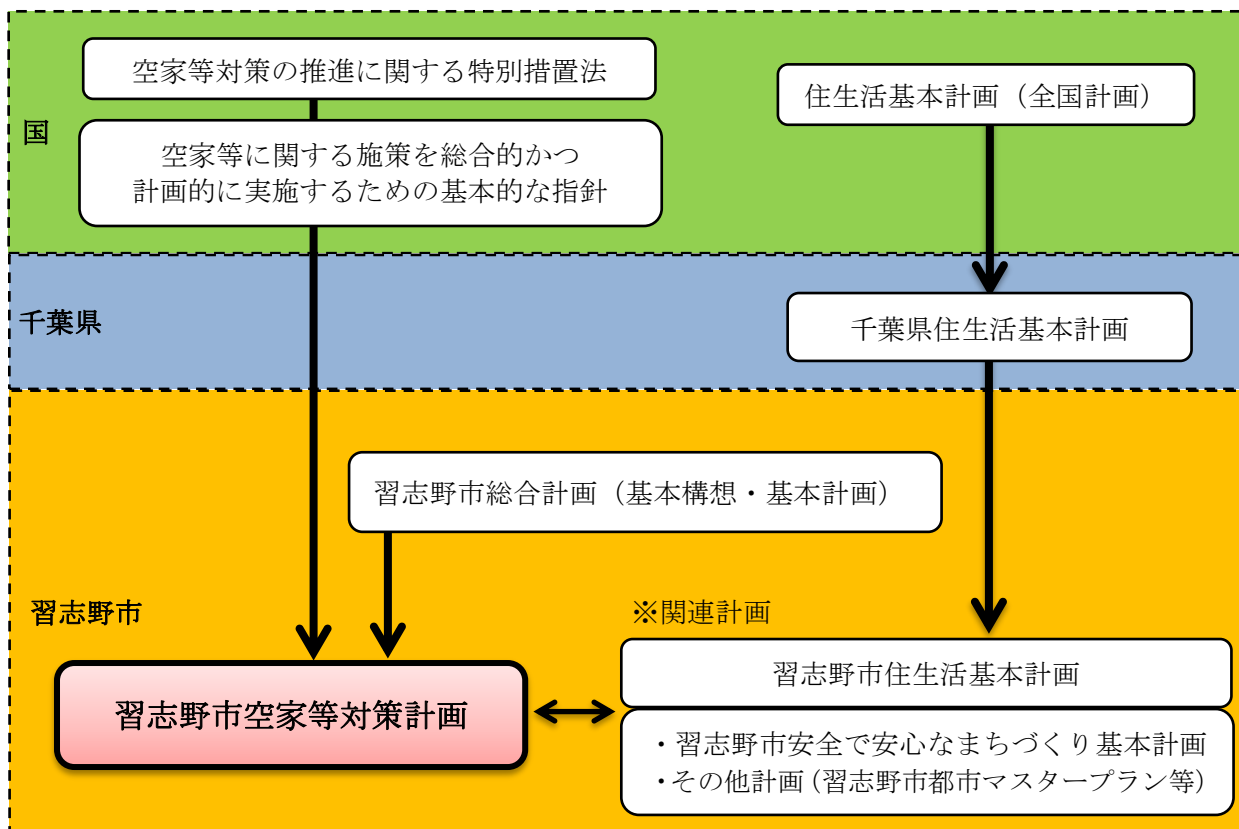 国
空家等対策の推進に関する特別措置法
空家等に関する施策を総合的かつ
計画的に実施するための基本的な指針
住生活基本計画（全国計画）
千葉県
千葉県住生活基本計画
習志野市
習志野市総合計画（基本構想・基本計画）
習志野市空家等対策計画
※関連計画
習志野市住生活基本計画
・習志野市安全で安心なまちづくり基本計画
・その他計画（習志野市都市マスタープラン等）